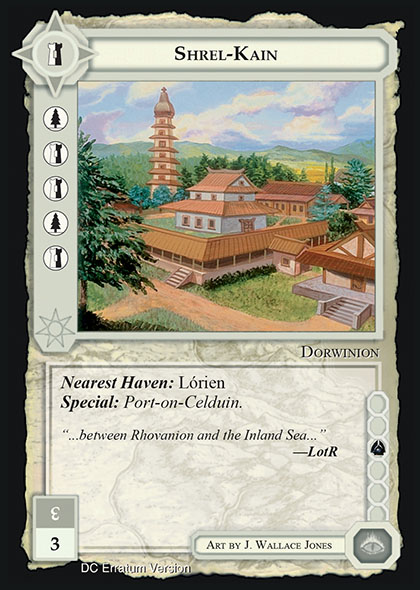 Shrel-Kain
Dorwinion
Nearest Haven: Lórien
Special: Port-on-Celduin.
“...between Rhovanion and the Inland Sea...”
—LotR
ε
3
Art by J. Wallace Jones
DC Erratum Version